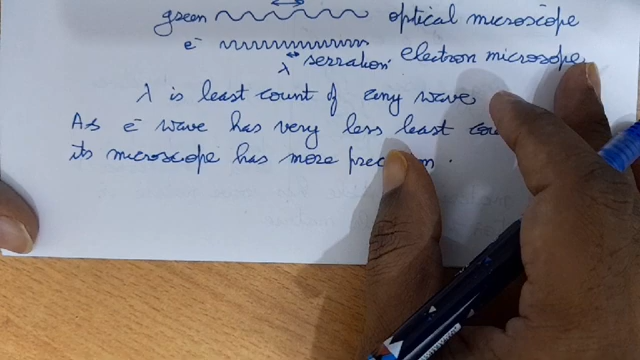 green optical microscope
e⁻ electron microscope
λ serration
λ is least count of any wave
As e⁻ wave has very less least
its microscope has more